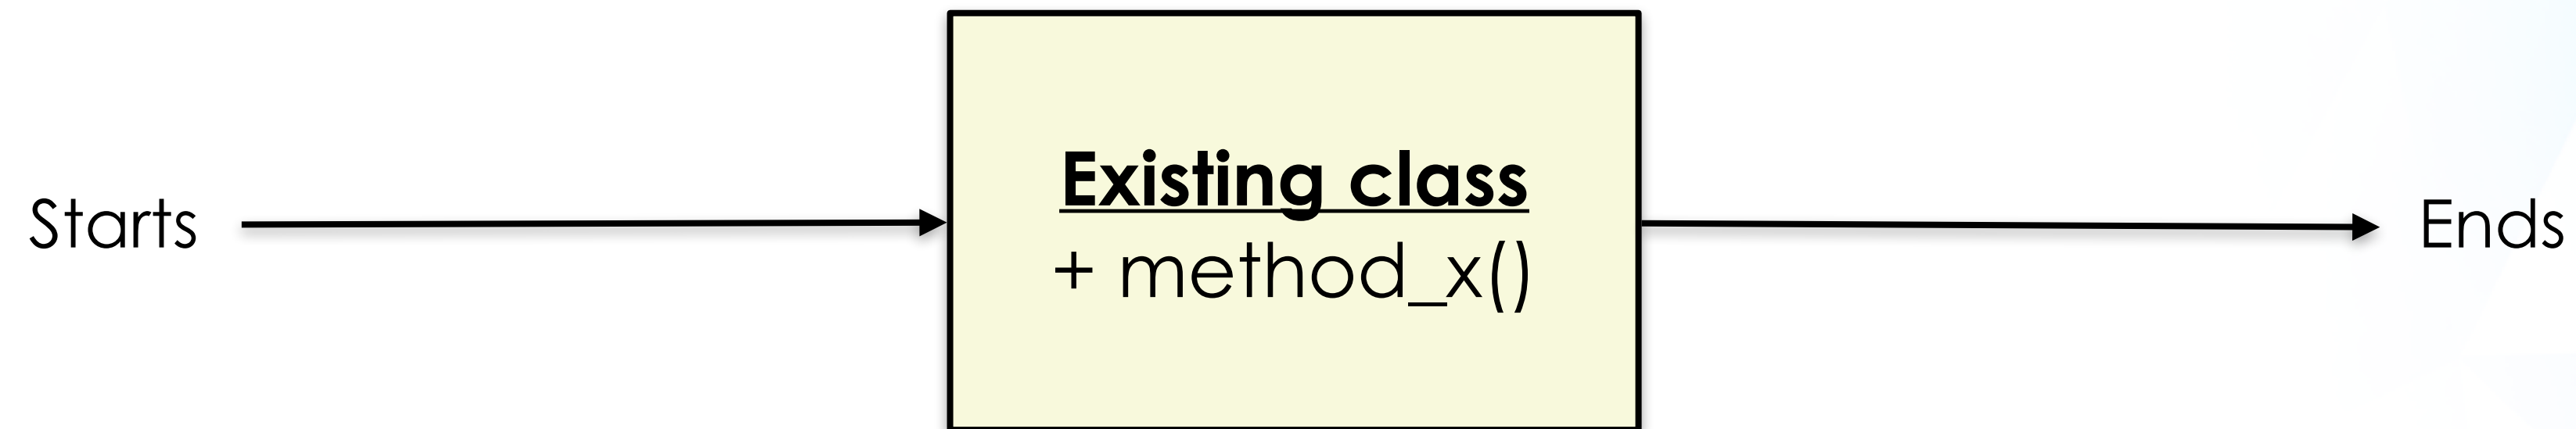 Starts
Existing class
+ method_x()
Ends